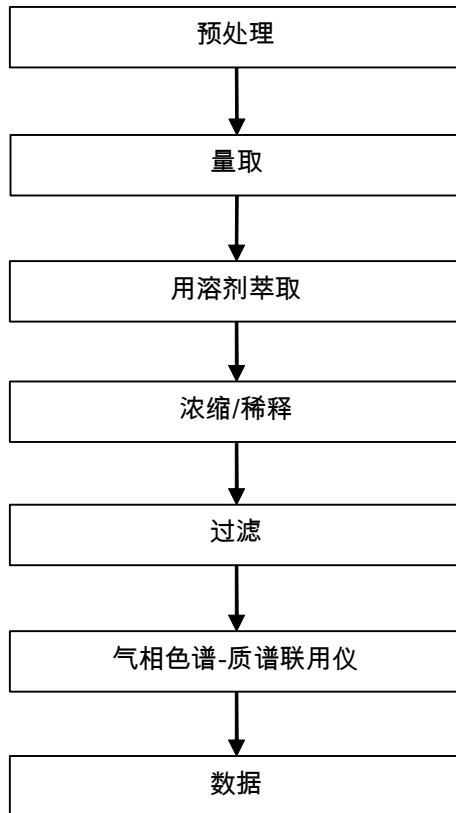 预处理
量取
用溶剂萃取
浓缩/稀释
过滤
气相色谱-质谱联用仪
数据